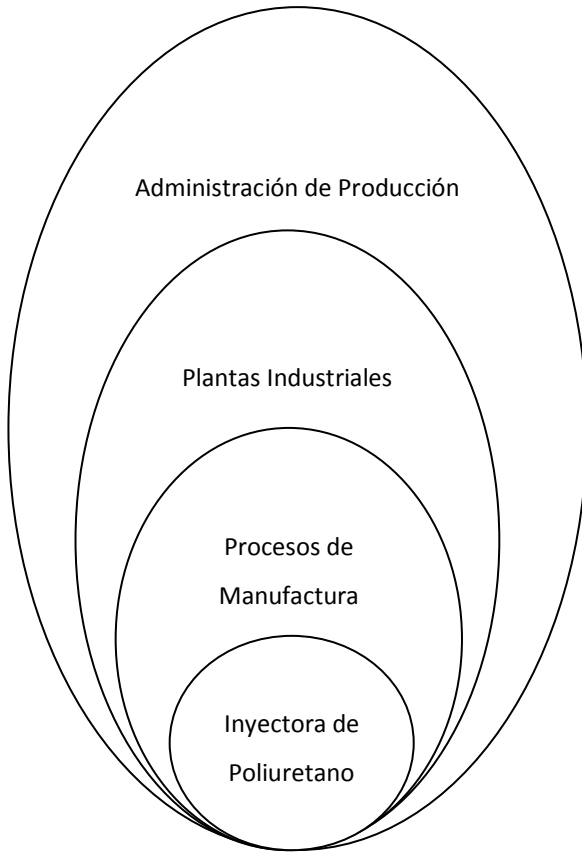 Administración de Producción
Plantas Industriales
Procesos de
Manufactura
Inyectora de
Poliuretano